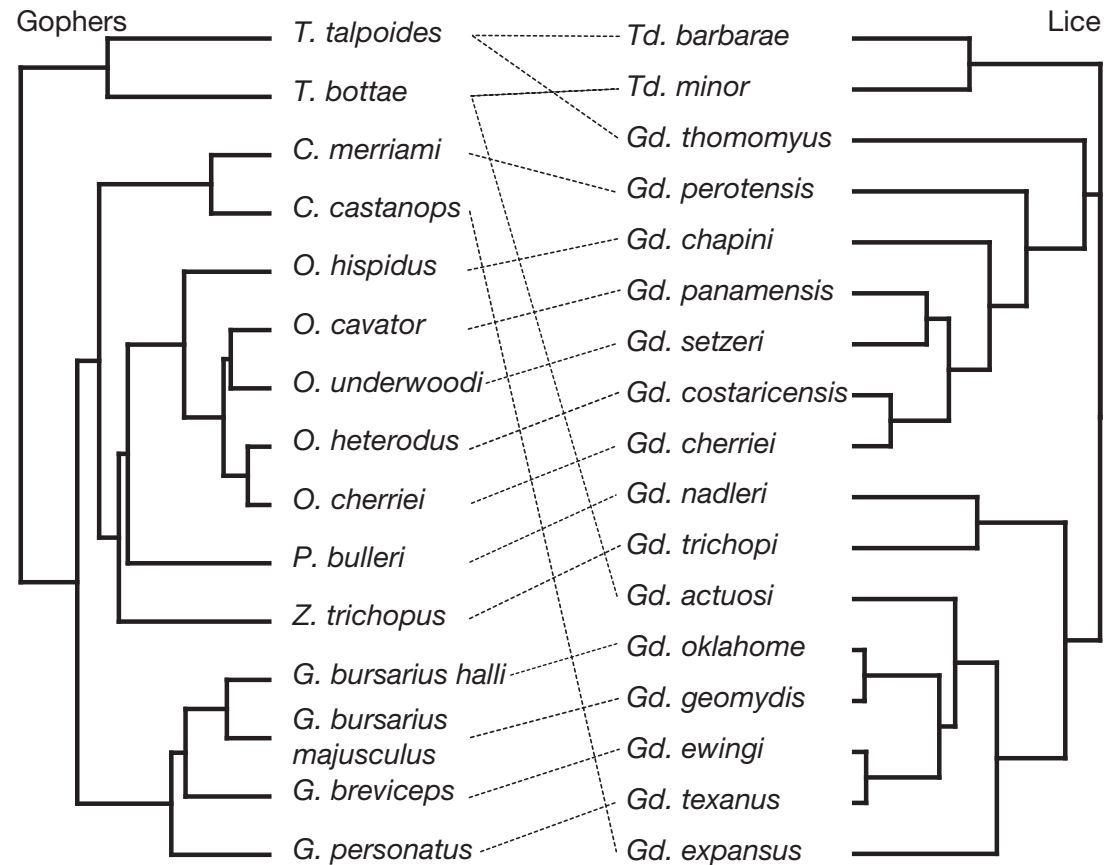 Gophers
T. talpoides
T. bottae
C. merriami
C. castanops
O. hispidus
O. cavator
O. underwoodi
O. heterodus
O. cherriei
P. bulleri
Z. trichopus
G. bursarius halli
G. bursarius
majusculus
G. breviceps
G. personatus
Lice
Td. barbarae
Td. minor
Gd. thomomyus
Gd. perotensis
Gd. chapini
Gd. panamensis
Gd. setzeri
Gd. costaricensis
Gd. cherriei
Gd. nadleri
Gd. trichopi
Gd. actuosi
Gd. oklahome
Gd. geomydis
Gd. ewingi
Gd. texanus
Gd. expansus